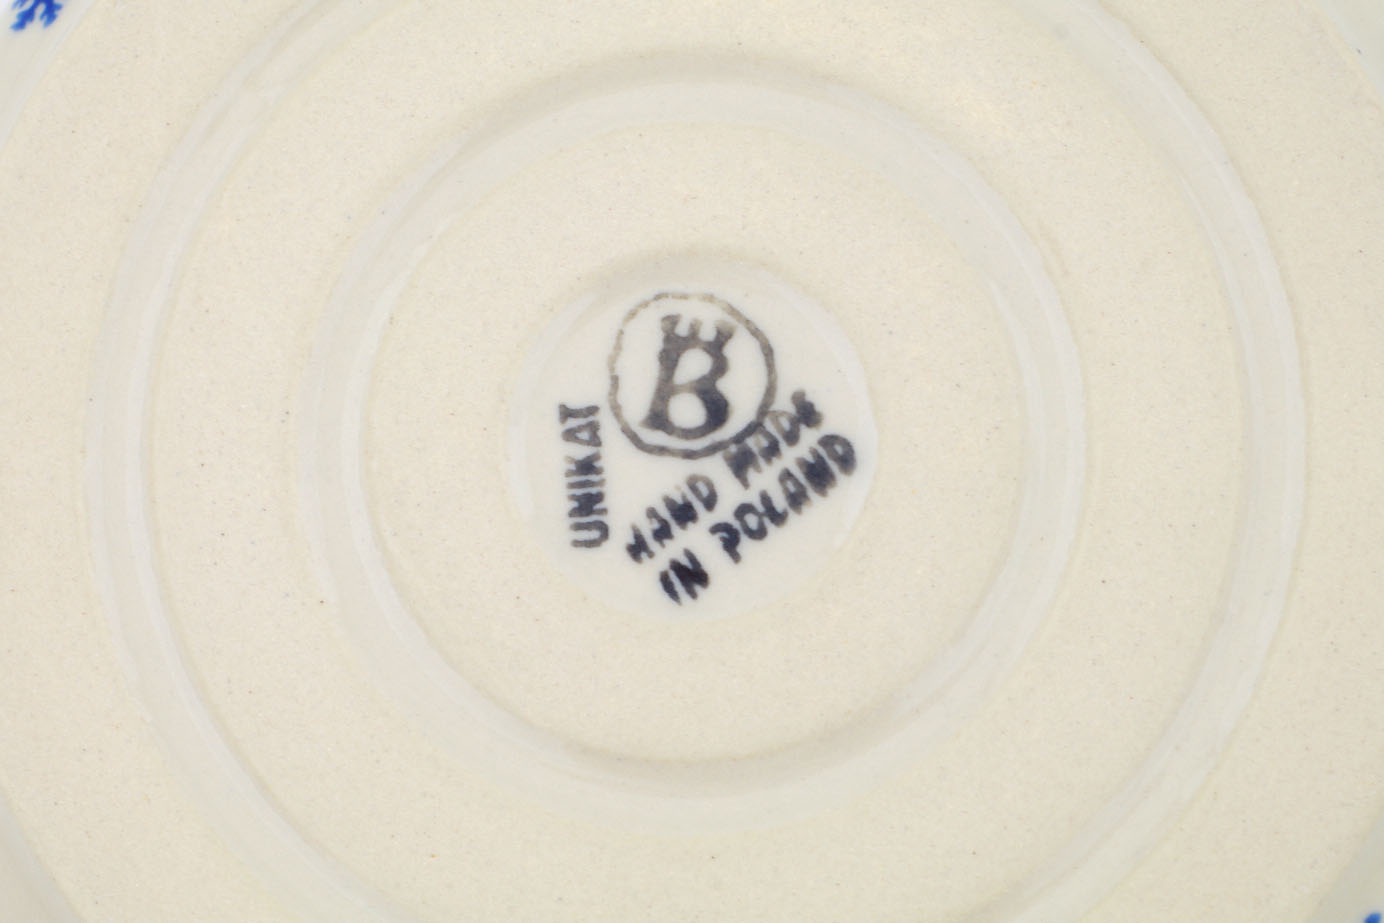 B
UNIKAT
HAND MADE
IN POLAND